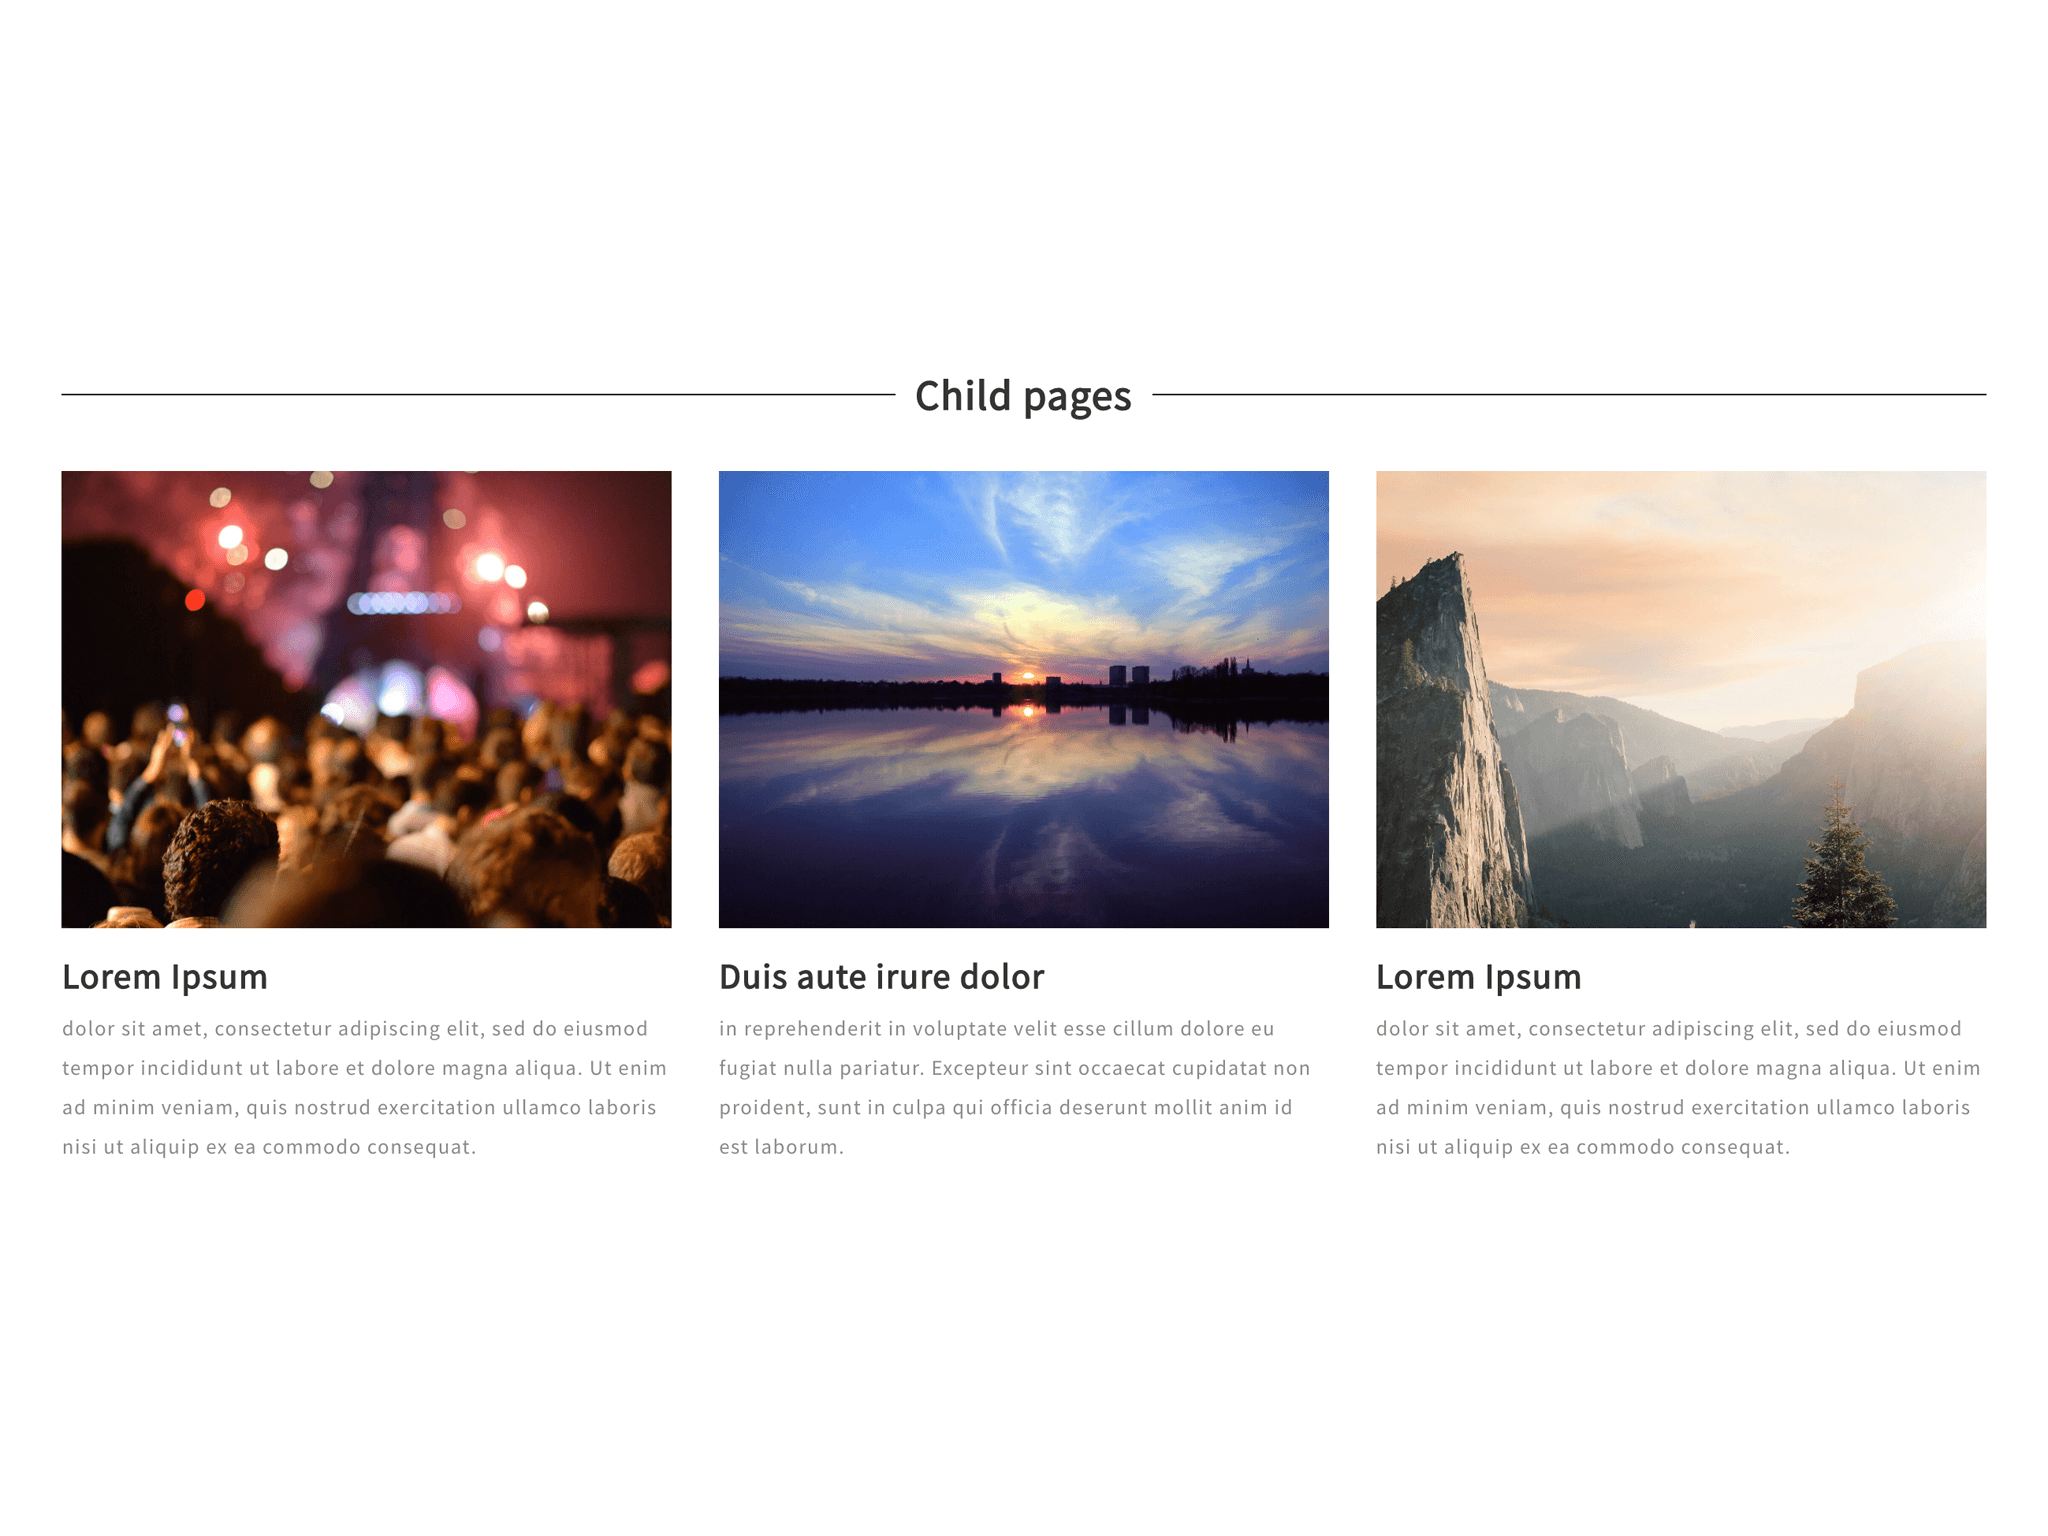 Child pages
Lorem Ipsum
dolor sit amet, consectetur adipiscing elit, sed do eiusmod
tempor incididunt ut labore et dolore magna aliqua. Ut enim
ad minim veniam, quis nostrud exercitation ullamco laboris
nisi ut aliquip ex ea commodo consequat.
Duis aute irure dolor
in reprehenderit in voluptate velit esse cillum dolore eu
fugiat nulla pariatur. Excepteur sint occaecat cupidatat non
proident, sunt in culpa qui officia deserunt mollit anim id
est laborum.
Lorem Ipsum
dolor sit amet, consectetur adipiscing elit, sed do eiusmod
tempor incididunt ut labore et dolore magna aliqua. Ut enim
ad minim veniam, quis nostrud exercitation ullamco laboris
nisi ut aliquip ex ea commodo consequat.